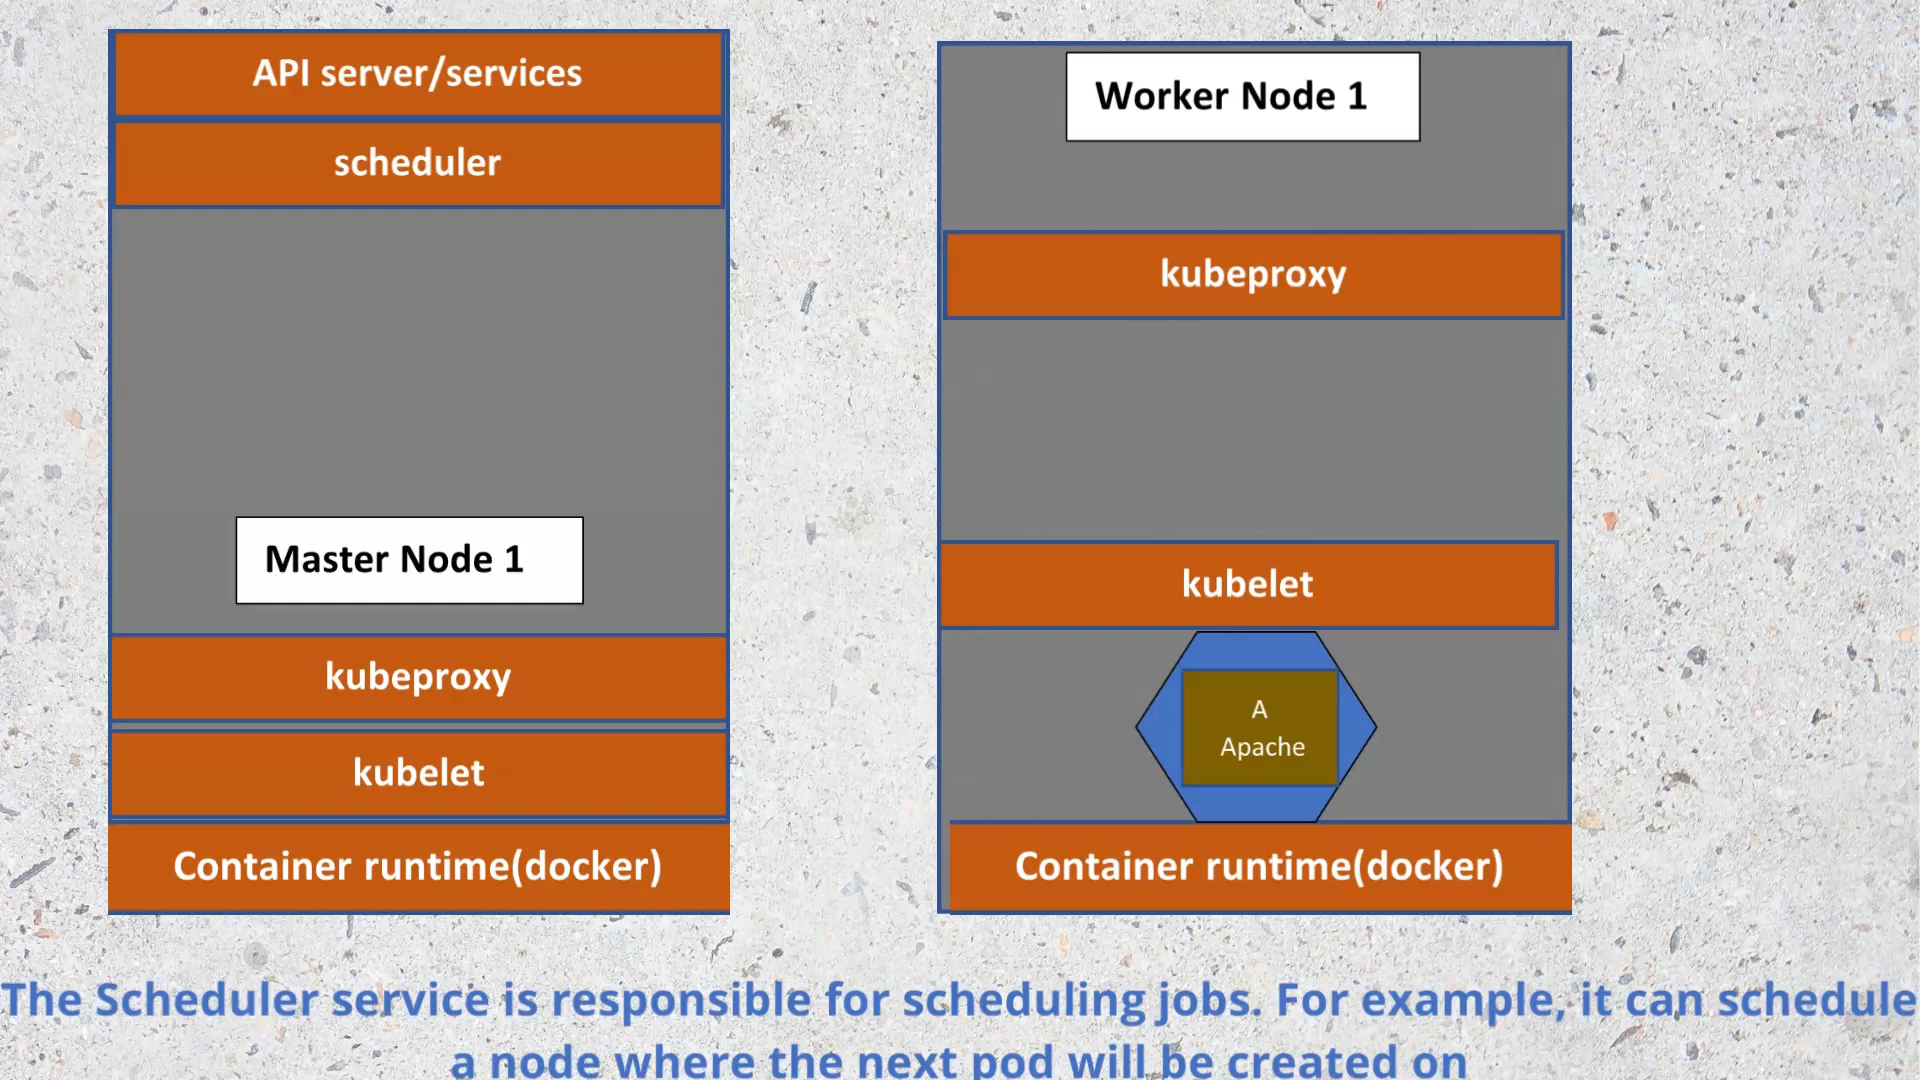 API server/services
scheduler
Master Node 1
kubeproxy
kubelet
Container runtime(docker)
Worker Node 1
kubeproxy
kubelet
A
Apache
Container runtime(docker)
The Scheduler service is responsible for scheduling jobs. For example, it can schedule
a node where the next pod will be created on